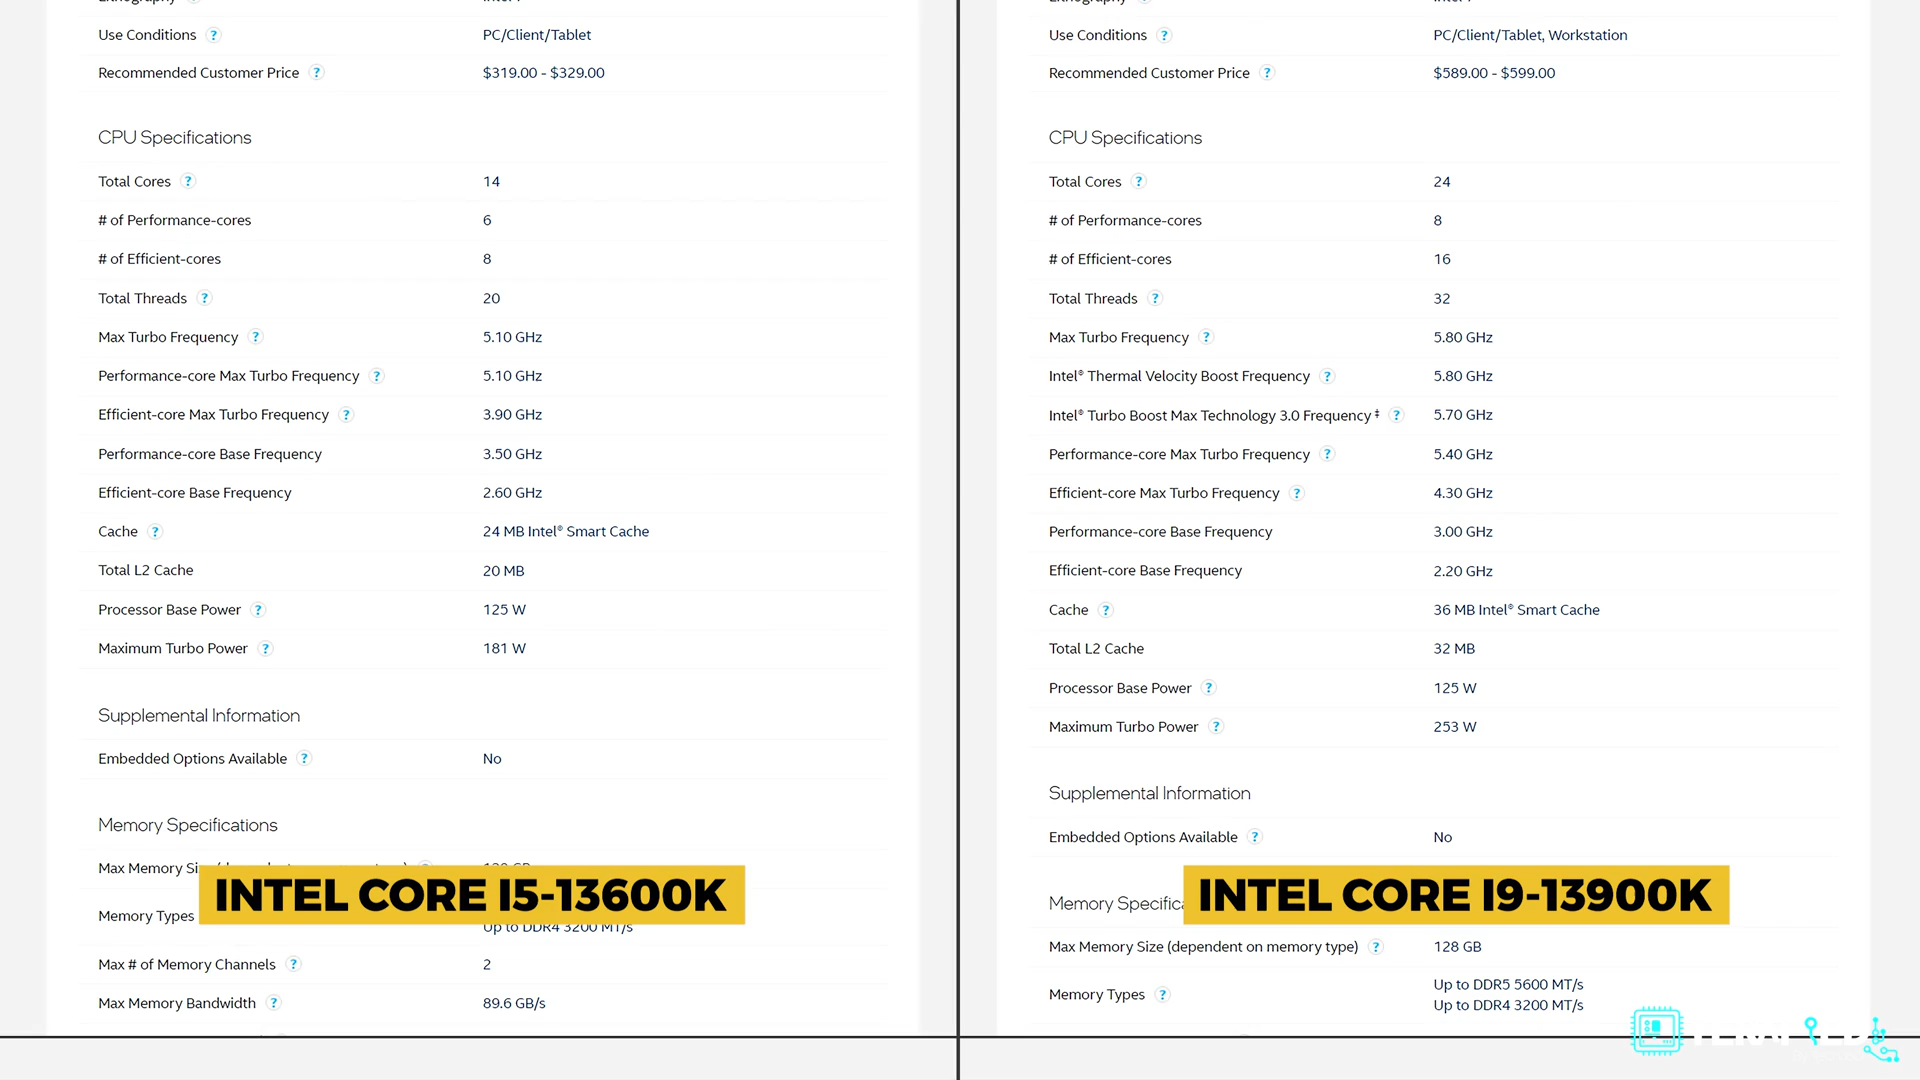 Use Conditions ? PC/Client/Tablet
Recommended Customer Price ? $319.00 - $329.00
CPU Specifications
Total Cores ? 14
# of Performance-cores 6
# of Efficient-cores 8
Total Threads ? 20
Max Turbo Frequency ? 5.10 GHz
Performance-core Max Turbo Frequency ? 5.10 GHz
Efficient-core Max Turbo Frequency ? 3.90 GHz
Performance-core Base Frequency 3.50 GHz
Efficient-core Base Frequency 2.60 GHz
Cache ? 24 MB Intel® Smart Cache
Total L2 Cache 20 MB
Processor Base Power ? 125 W
Maximum Turbo Power ? 181 W
Supplemental Information
Embedded Options Available ? No
Memory Specifications
Max Memory
INTEL CORE I5-13600K
Memory Types
Up to DDR4 3200 MT/s
Max # of Memory Channels ? 2
Max Memory Bandwidth ? 89.6 GB/s
Use Conditions ? PC/Client/Tablet, Workstation
Recommended Customer Price ? $589.00 - $599.00
CPU Specifications
Total Cores ? 24
# of Performance-cores 8
# of Efficient-cores 16
Total Threads ? 32
Max Turbo Frequency ? 5.80 GHz
Intel® Thermal Velocity Boost Frequency ? 5.80 GHz
Intel® Turbo Boost Max Technology 3.0 Frequency ‡ ? 5.70 GHz
Performance-core Max Turbo Frequency ? 5.40 GHz
Efficient-core Max Turbo Frequency ? 4.30 GHz
Performance-core Base Frequency 3.00 GHz
Efficient-core Base Frequency 2.20 GHz
Cache ? 36 MB Intel® Smart Cache
Total L2 Cache 32 MB
Processor Base Power ? 125 W
Maximum Turbo Power ? 253 W
Supplemental Information
Embedded Options Available ? No
INTEL CORE I9-13900K
Memory
Max Memory Size (dependent on memory type) ? 128 GB
Memory Types ? Up to DDR5 5600 MT/s
Up to DDR4 3200 MT/s